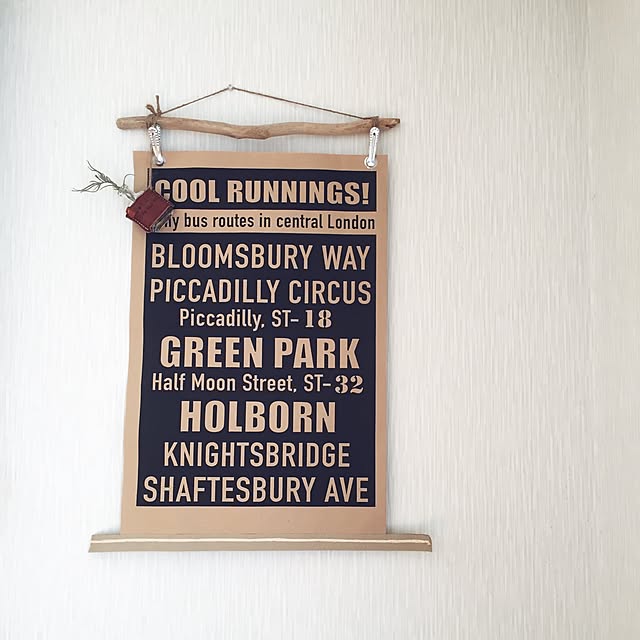 COOL RUNNINGS!
bus routes in central London
BLOOMSBURY WAY
PICCADILLY CIRCUS
Piccadilly, ST-18
GREEN PARK
Half Moon Street, ST-32
HOLBORN
KNIGHTSBRIDGE
SHAFTESBURY AVE